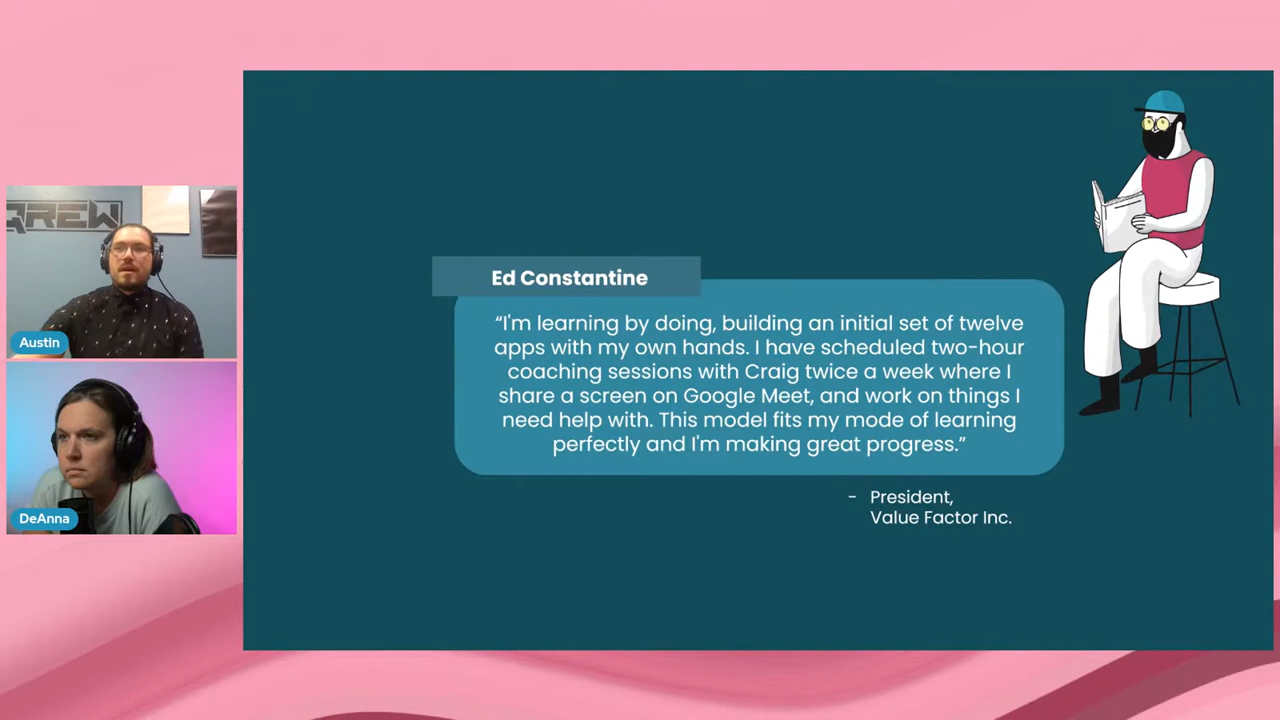 QREW
Austin
DeAnna
Ed Constantine
“I'm learning by doing, building an initial set of twelve
apps with my own hands. I have scheduled two-hour
coaching sessions with Craig twice a week where I
share a screen on Google Meet, and work on things I
need help with. This model fits my mode of learning
perfectly and I'm making great progress.”
- President,
Value Factor Inc.